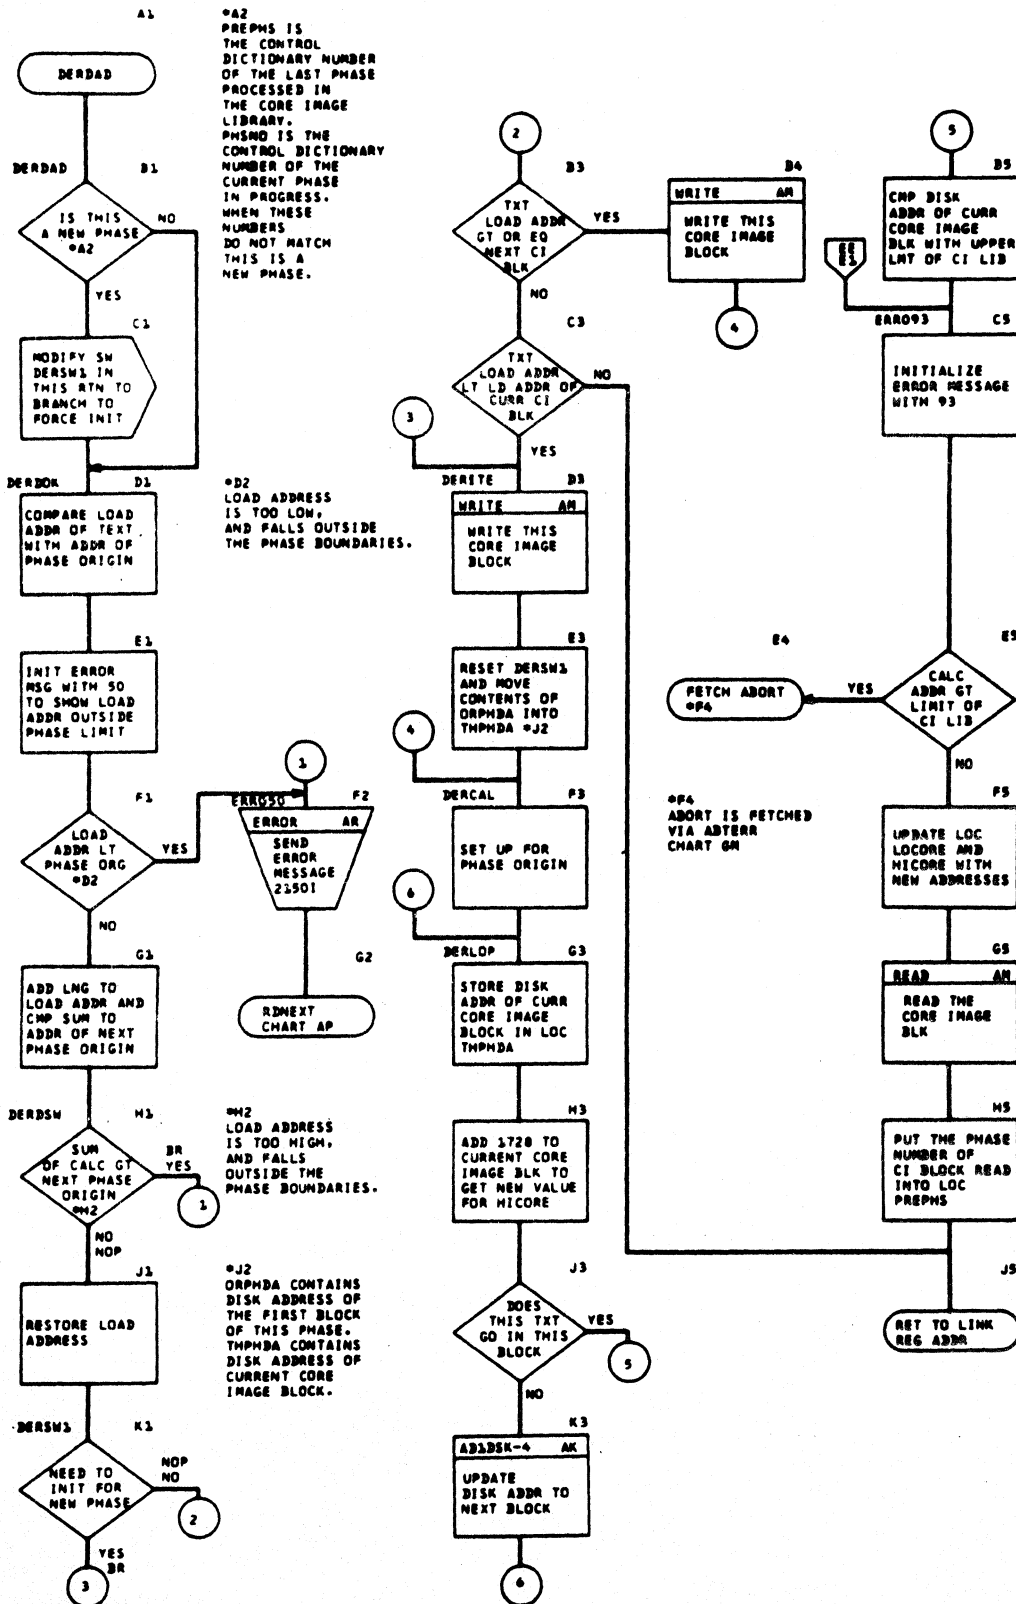 A1
DERDAD
DERDAD
B1
IS THIS
A NEW PHASE
*A2
NO
YES
C1
MODIFY SW
DERSW1 IN
THIS RTN TO
BRANCH TO
FORCE INIT
DERBOK
D1
COMPARE LOAD
ADDR OF TEXT
WITH ADDR OF
PHASE ORIGIN
E1
INIT ERROR
MSG WITH 50
TO SHOW LOAD
ADDR OUTSIDE
PHASE LIMIT
F1
LOAD
ADDR LT
PHASE ORG
*D2
YES
NO
G1
ADD LNG TO
LOAD ADDR AND
CMP SUM TO
ADDR OF NEXT
PHASE ORIGIN
DERDSW
H1
SUM
OF CALC GT
NEXT PHASE
ORIGIN
*H2
BR
YES
1
NO
NOP
J1
RESTORE LOAD
ADDRESS
DERSW1
K1
NEED TO
INIT FOR
NEW PHASE
NOP
NO
2
YES
BR
3
*A2
PREPHS IS
THE CONTROL
DICTIONARY NUMBER
OF THE LAST PHASE
PROCESSED IN
THE CORE IMAGE
LIBRARY.
PHSNO IS THE
CONTROL DICTIONARY
NUMBER OF THE
CURRENT PHASE
IN PROGRESS.
WHEN THESE
NUMBERS
DO NOT MATCH
THIS IS A
NEW PHASE.
*D2
LOAD ADDRESS
IS TOO LOW,
AND FALLS OUTSIDE
THE PHASE BOUNDARIES.
1
ERR050
F2
ERROR AR
SEND
ERROR
MESSAGE
2150I
G2
RDNEXT
CHART AP
*H2
LOAD ADDRESS
IS TOO HIGH,
AND FALLS
OUTSIDE THE
PHASE BOUNDARIES.
*J2
ORPHDA CONTAINS
DISK ADDRESS OF
THE FIRST BLOCK
OF THIS PHASE.
THPHDA CONTAINS
DISK ADDRESS OF
CURRENT CORE
IMAGE BLOCK.
2
B3
TXT
LOAD ADDR
GT OR EQ
NEXT CI
BLK
YES
NO
C3
TXT
LOAD ADDR
LT LD ADDR OF
CURR CI
BLK
NO
YES
3
DERITE
D3
WRITE AM
WRITE THIS
CORE IMAGE
BLOCK
E3
RESET DERSW1
AND MOVE
CONTENTS OF
ORPHDA INTO
THPHDA *J2
4
DERCAL
F3
SET UP FOR
PHASE ORIGIN
6
DERLOP
G3
STORE DISK
ADDR OF CURR
CORE IMAGE
BLOCK IN LOC
THPHDA
H3
ADD 1728 TO
CURRENT CORE
IMAGE BLK TO
GET NEW VALUE
FOR HICORE
J3
DOES
THIS TXT
GO IN THIS
BLOCK
YES
5
NO
K3
AD1DSK-4 AK
UPDATE
DISK ADDR TO
NEXT BLOCK
6
B4
WRITE AM
WRITE THIS
CORE IMAGE
BLOCK
4
E4
FETCH ABORT
*F4
*F4
ABORT IS FETCHED
VIA ABTERR
CHART GM
5
B5
CMP DISK
ADDR OF CURR
CORE IMAGE
BLK WITH UPPER
LMT OF CI LIB
ERR093
C5
INITIALIZE
ERROR MESSAGE
WITH 93
E5
CALC
ADDR GT
LIMIT OF
CI LIB
YES
NO
F5
UPDATE LOC
LOCORE AND
HICORE WITH
NEW ADDRESSES
G5
READ AM
READ THE
CORE IMAGE
BLK
H5
PUT THE PHASE
NUMBER OF
CI BLOCK READ
INTO LOC
PREPHS
J5
RET TO LINK
REG ADDR